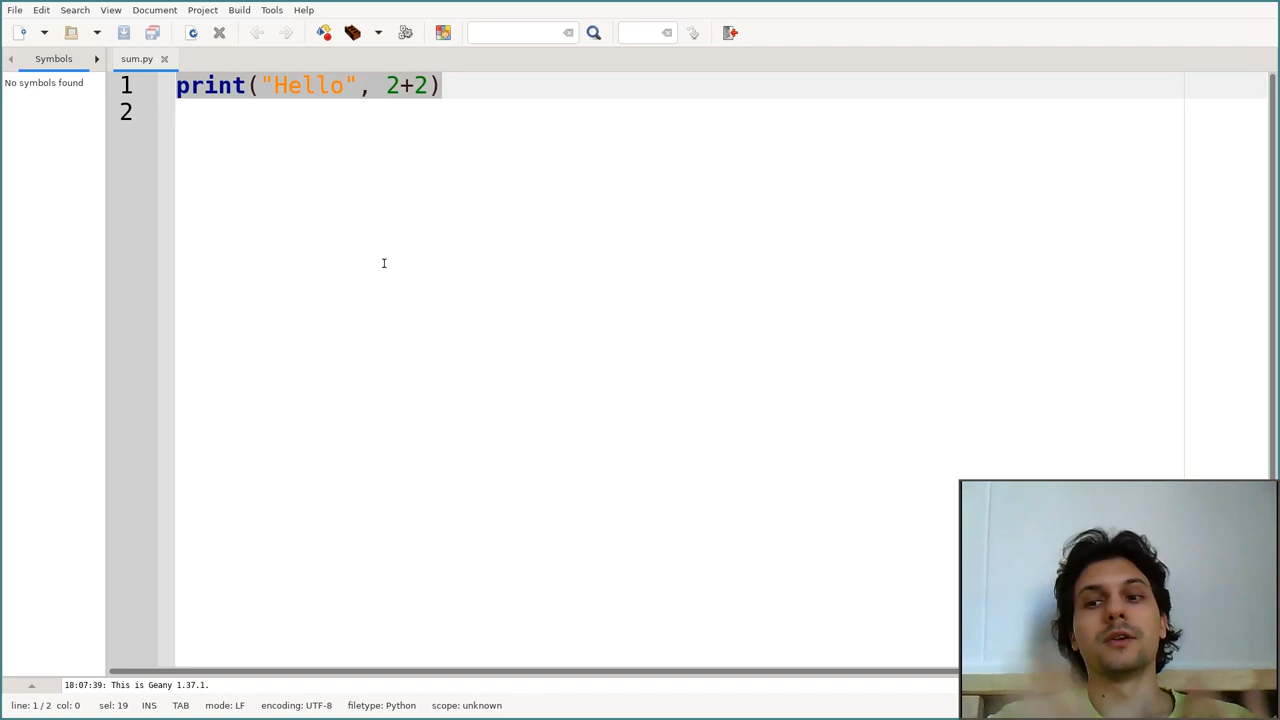 File Edit Search View Document Project Build Tools Help
Symbols
sum.py
No symbols found
1 print("Hello", 2+2)
2
18:07:39: This is Geany 1.37.1.
line: 1 / 2 col: 0 sel: 19 INS TAB mode: LF encoding: UTF-8 filetype: Python scope: unknown